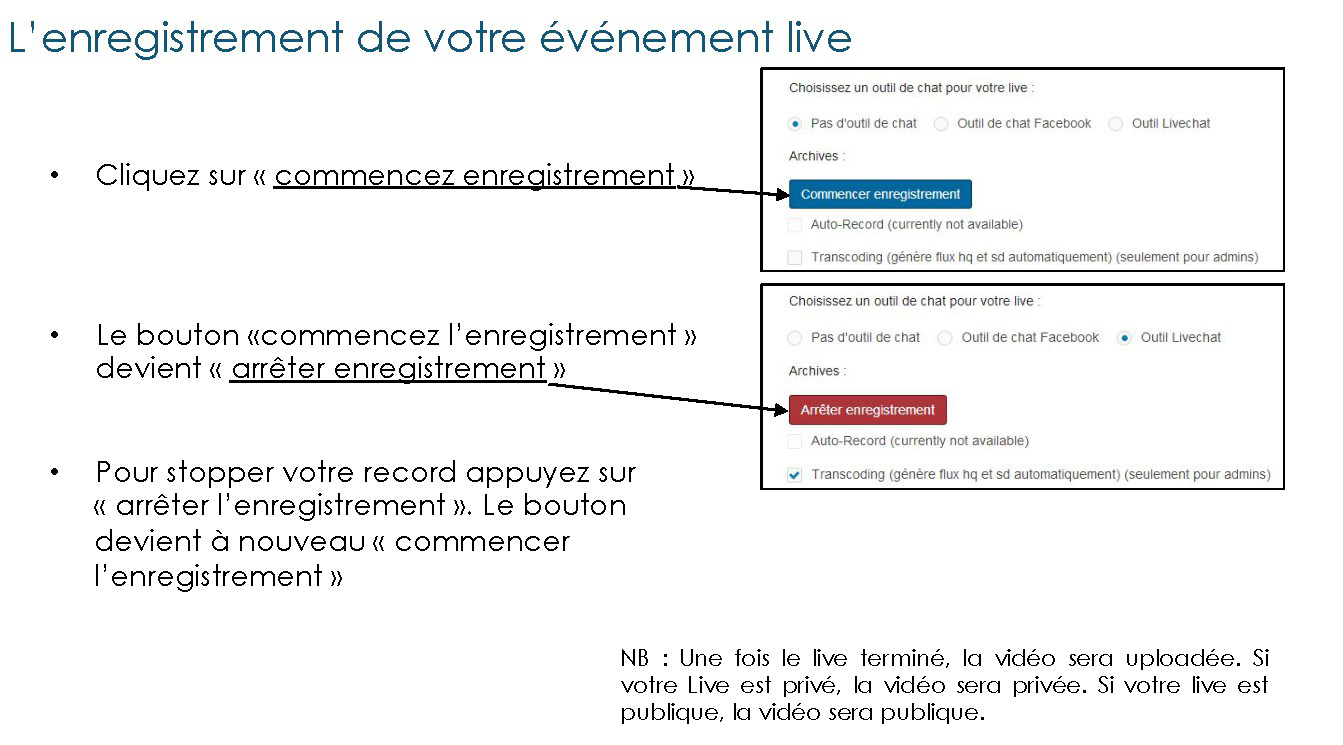 L’enregistrement de votre événement live
• Cliquez sur « commencez enregistrement »
Choisissez un outil de chat pour votre live :
Pas d'outil de chat Outil de chat Facebook Outil Livechat
Archives :
Commencer enregistrement
Auto-Record (currently not available)
Transcoding (génère flux hq et sd automatiquement) (seulement pour admins)
• Le bouton «commencez l’enregistrement »
devient « arrêter enregistrement »
Choisissez un outil de chat pour votre live :
Pas d'outil de chat Outil de chat Facebook Outil Livechat
Archives :
Arrêter enregistrement
Auto-Record (currently not available)
Transcoding (génère flux hq et sd automatiquement) (seulement pour admins)
• Pour stopper votre record appuyez sur
« arrêter l’enregistrement ». Le bouton
devient à nouveau « commencer
l’enregistrement »
NB : Une fois le live terminé, la vidéo sera uploadée. Si
votre Live est privé, la vidéo sera privée. Si votre live est
publique, la vidéo sera publique.